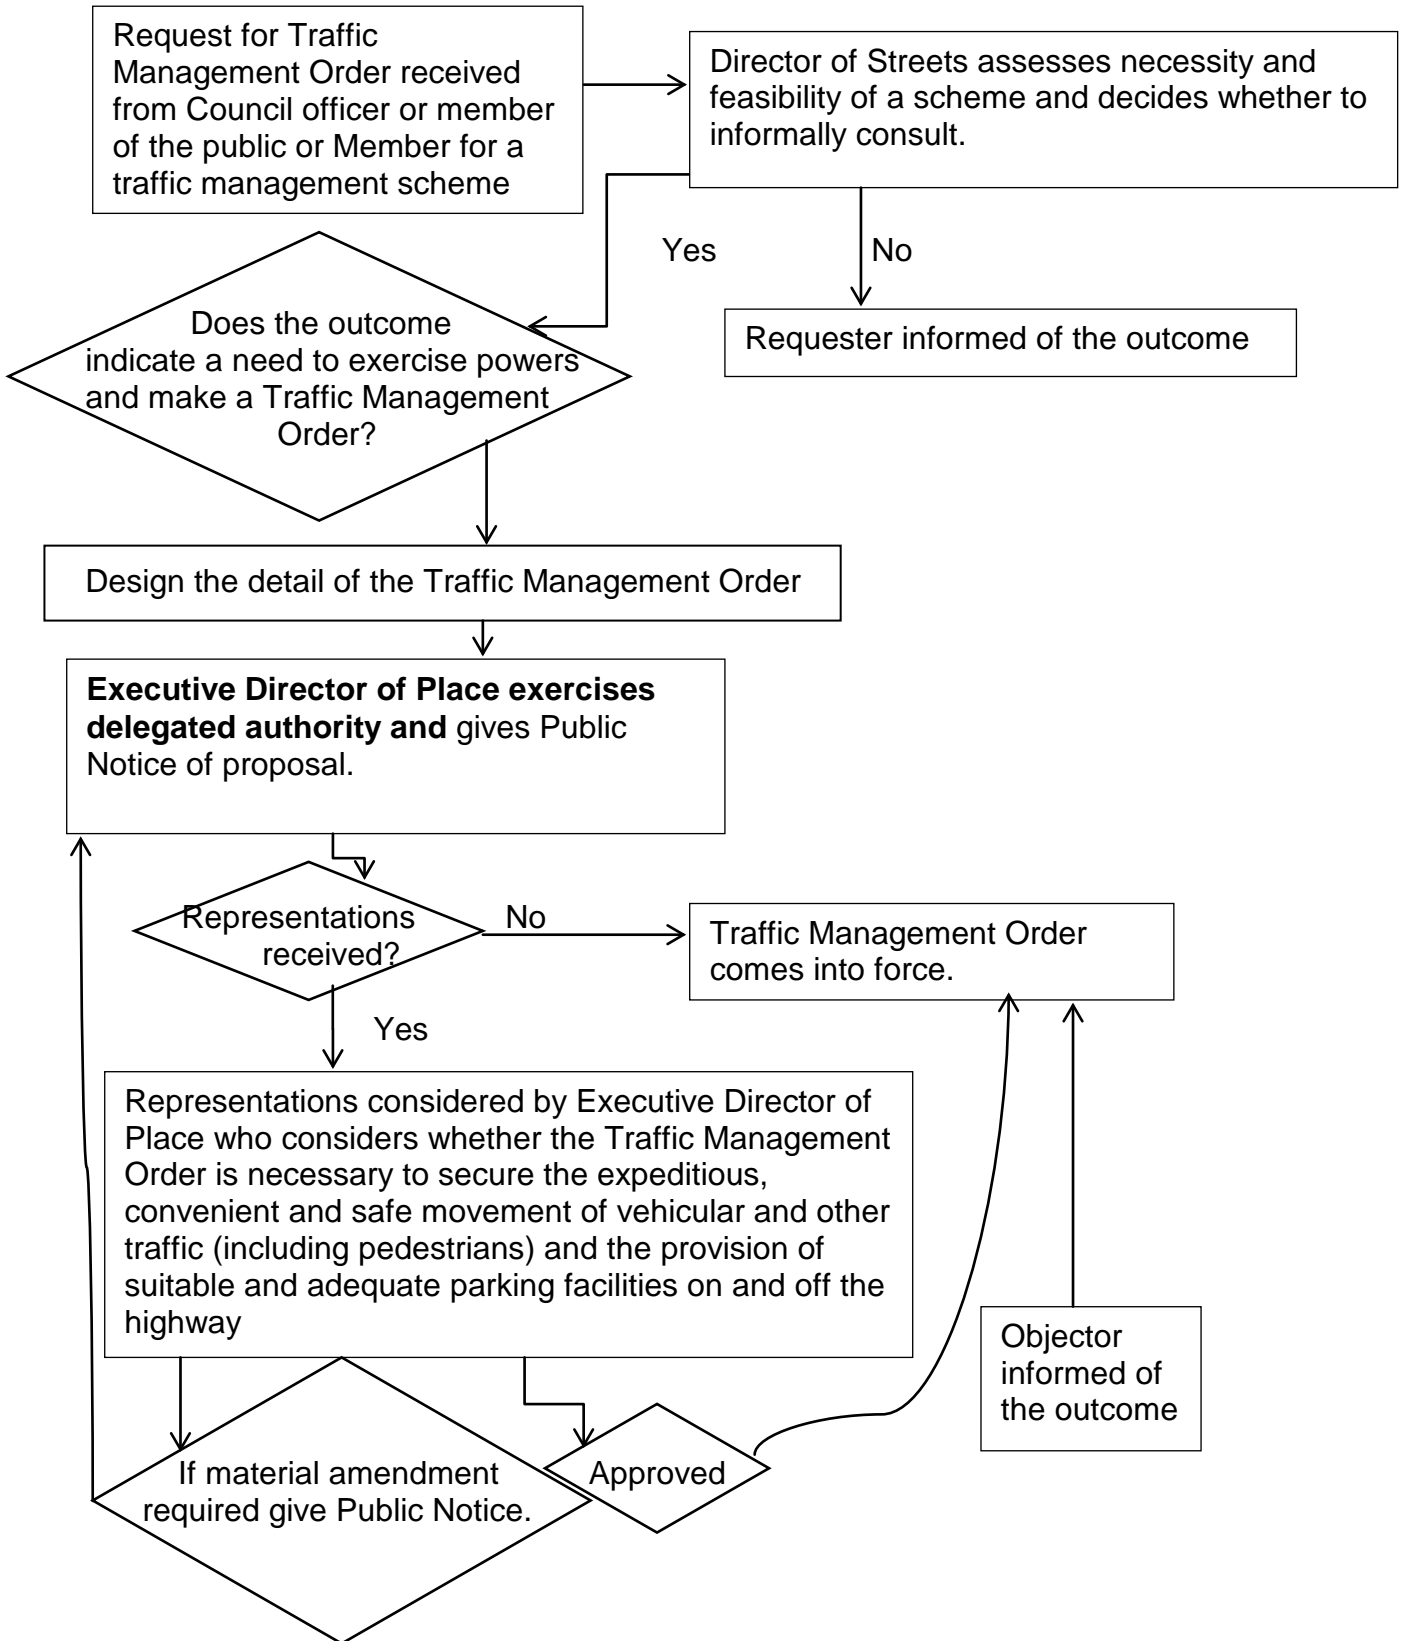 Request for Traffic
Management Order received
from Council officer or member
of the public or Member for a
traffic management scheme
Director of Streets assesses necessity and
feasibility of a scheme and decides whether to
informally consult.
Yes
No
Requester informed of the outcome
Does the outcome
indicate a need to exercise powers
and make a Traffic Management
Order?
Design the detail of the Traffic Management Order
Executive Director of Place exercises
delegated authority and gives Public
Notice of proposal.
Representations
received?
No
Traffic Management Order
comes into force.
Yes
Representations considered by Executive Director of
Place who considers whether the Traffic Management
Order is necessary to secure the expeditious,
convenient and safe movement of vehicular and other
traffic (including pedestrians) and the provision of
suitable and adequate parking facilities on and off the
highway
Objector
informed of
the outcome
If material amendment
required give Public Notice.
Approved